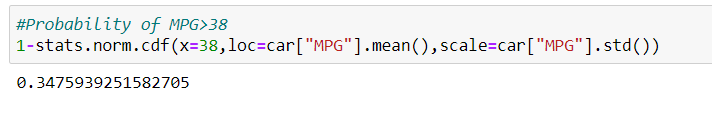 #Probability of MPG>38
1-stats.norm.cdf(x=38,loc=car["MPG"].mean(),scale=car["MPG"].std())
0.3475939251582705